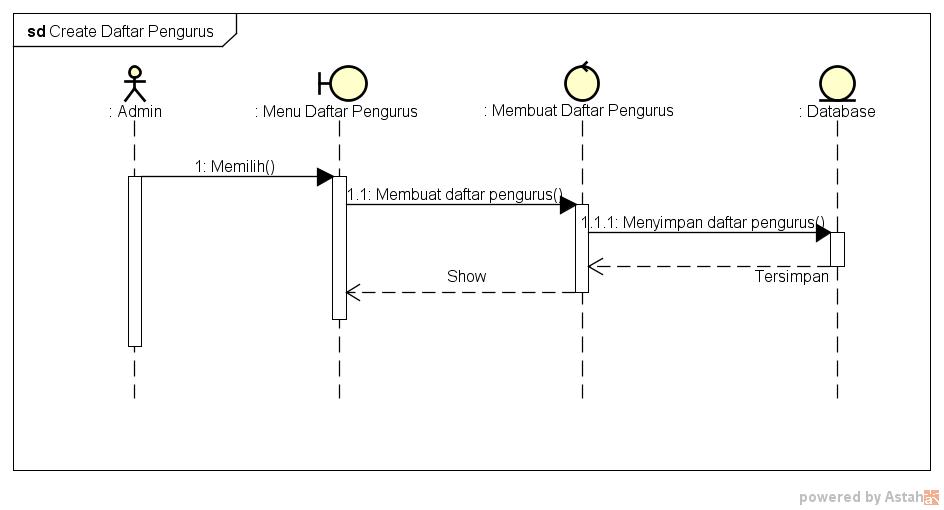 sd Create Daftar Pengurus
: Admin
: Menu Daftar Pengurus
: Membuat Daftar Pengurus
: Database
1: Memilih()
1.1: Membuat daftar pengurus()
1.1.1: Menyimpan daftar pengurus()
Tersimpan
Show
powered by Astah